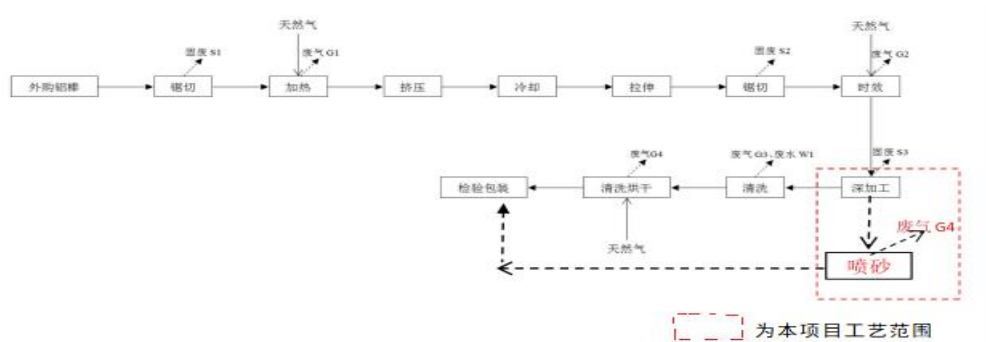 天然气
天然气
固废 S1
废气 G1
固废 S2
废气 G2
外购铝棒
锯切
加热
挤压
冷却
拉伸
锯切
时效
废气G4
废气 G3、废水 W1
固废 S3
检验包装
清洗烘干
清洗
深加工
废气 G4
天然气
喷砂
为本项目工艺范围